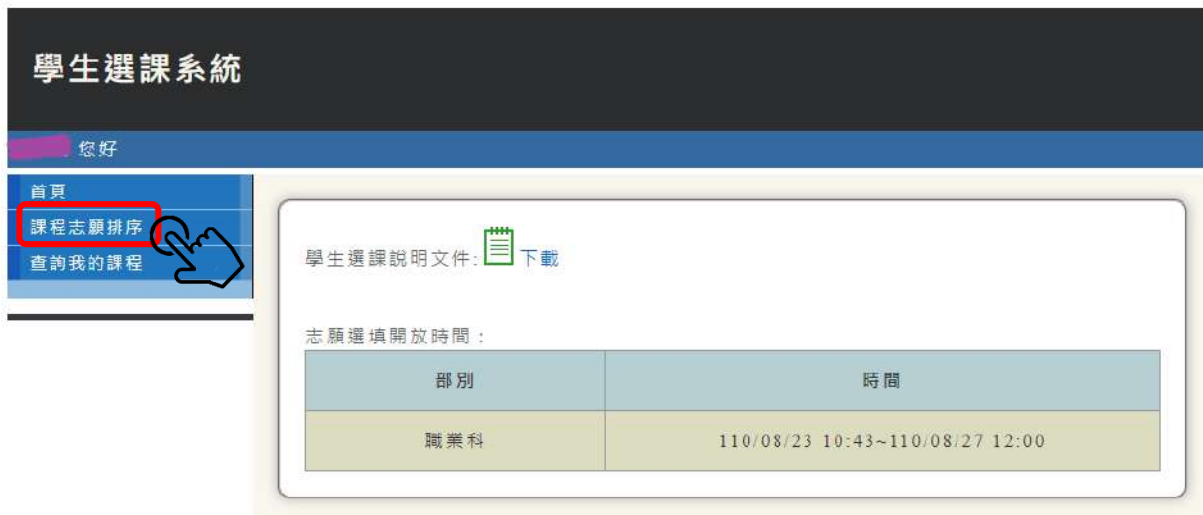 學生選課系統
您好
首頁
課程志願排序
查詢我的課程
學生選課說明文件: 下載
志願選填開放時間：
部別 時間
職業科 110/08/23 10:43~110/08/27 12:00